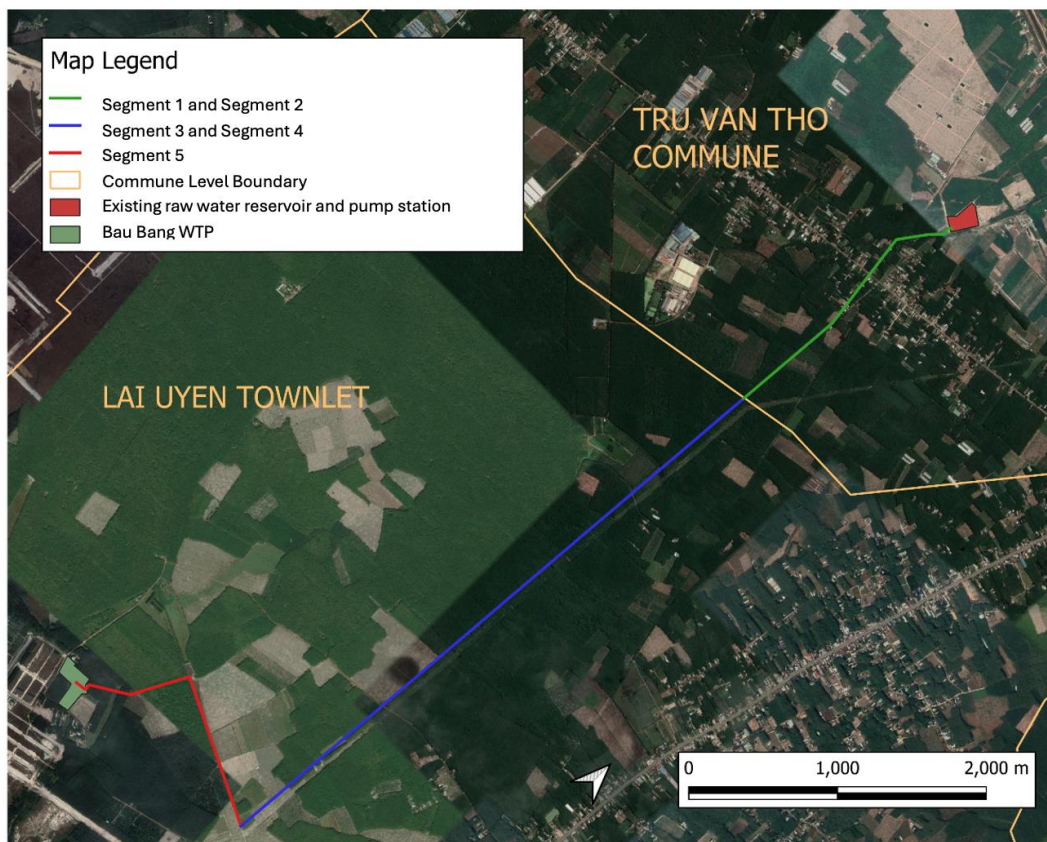 Map Legend
Segment 1 and Segment 2
Segment 3 and Segment 4
Segment 5
Commune Level Boundary
Existing raw water reservoir and pump station
Bau Bang WTP
TRU VAN THO
COMMUNE
LAI UYEN TOWNLET
0 1,000 2,000 m